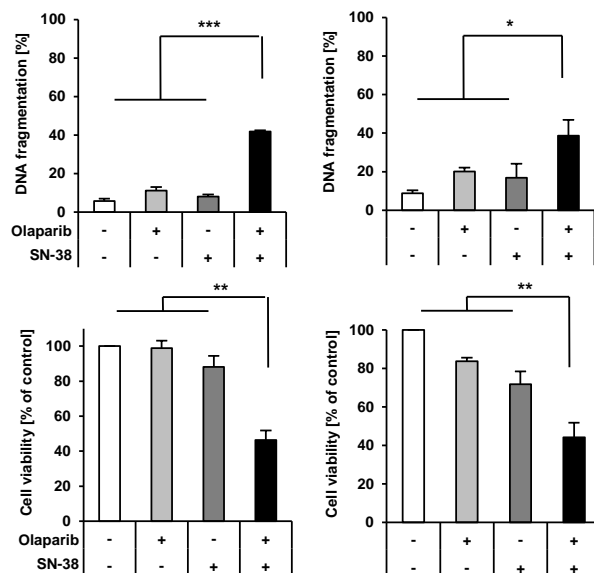 ***
DNA fragmentation [%]
100
80
60
40
20
0
Olaparib - + - +
SN-38 - - + +
*
DNA fragmentation [%]
100
80
60
40
20
0
- + - +
- - + +
**
Cell viability [% of control]
100
80
60
40
20
0
Olaparib - + - +
SN-38 - - + +
**
Cell viability [% of control]
100
80
60
40
20
0
- + - +
- - + +